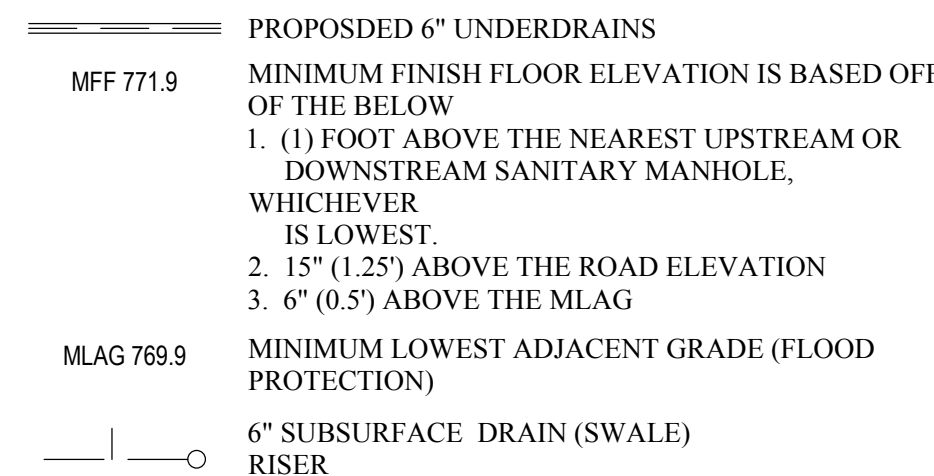 PROPOSDED 6" UNDERDRAINS
MFF 771.9
MINIMUM FINISH FLOOR ELEVATION IS BASED OFF
OF THE BELOW
1. (1) FOOT ABOVE THE NEAREST UPSTREAM OR
DOWNSTREAM SANITARY MANHOLE,
WHICHEVER
IS LOWEST.
2. 15" (1.25') ABOVE THE ROAD ELEVATION
3. 6" (0.5') ABOVE THE MLAG
MLAG 769.9
MINIMUM LOWEST ADJACENT GRADE (FLOOD
PROTECTION)
6" SUBSURFACE DRAIN (SWALE)
RISER